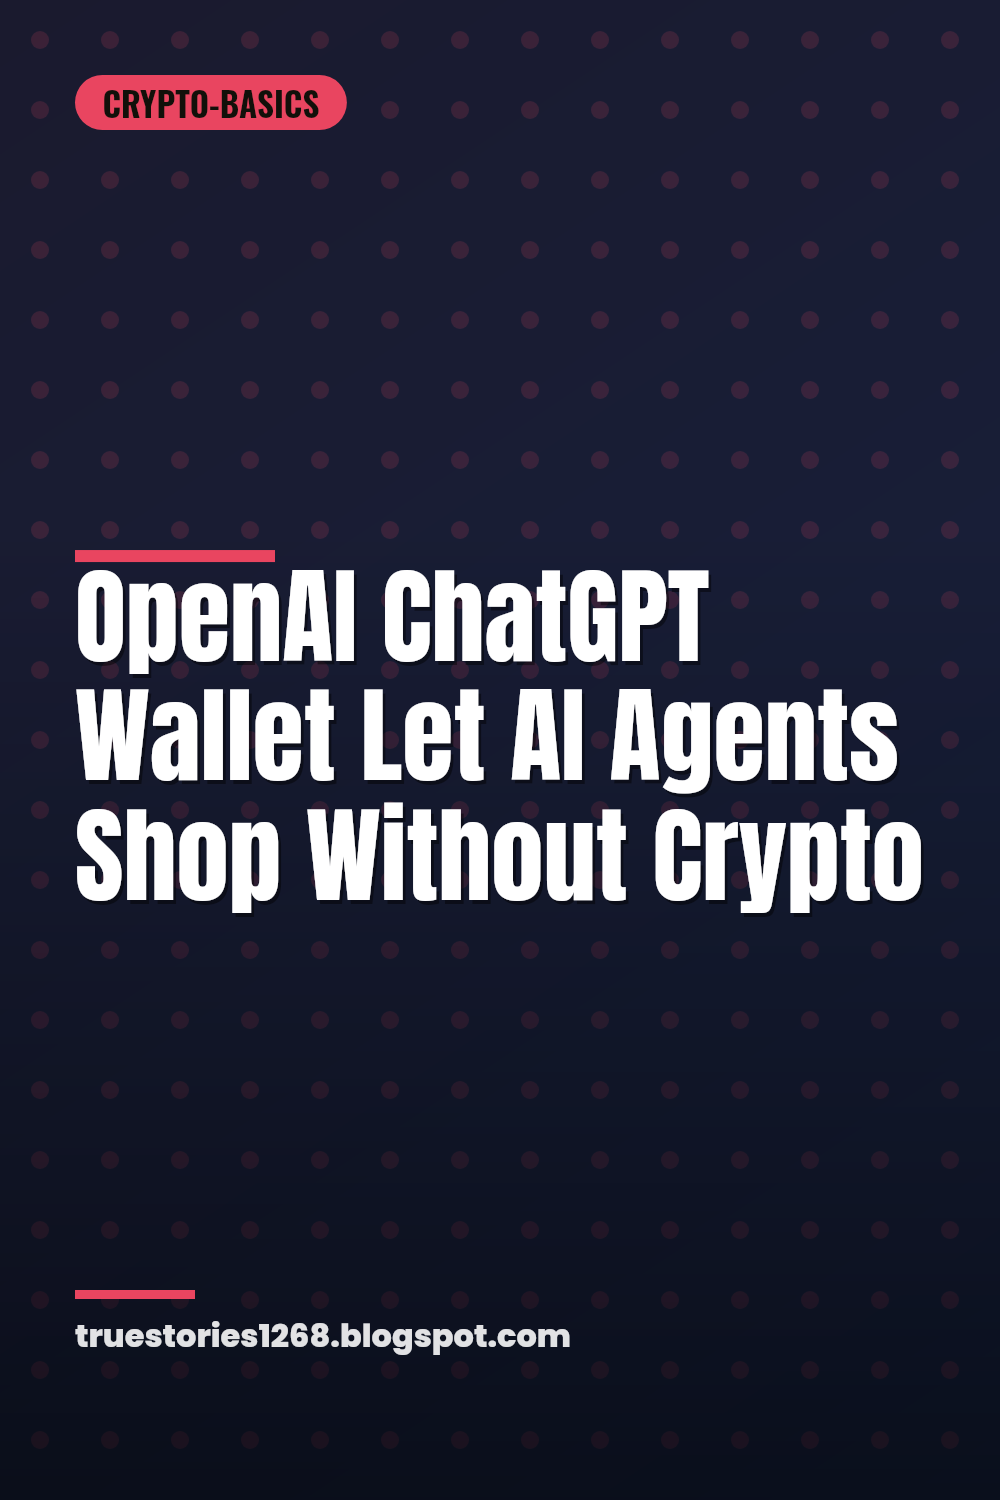 CRYPTO-BASICS
OpenAI ChatGPT
Wallet Let AI Agents
Shop Without Crypto
truestories1268.blogspot.com